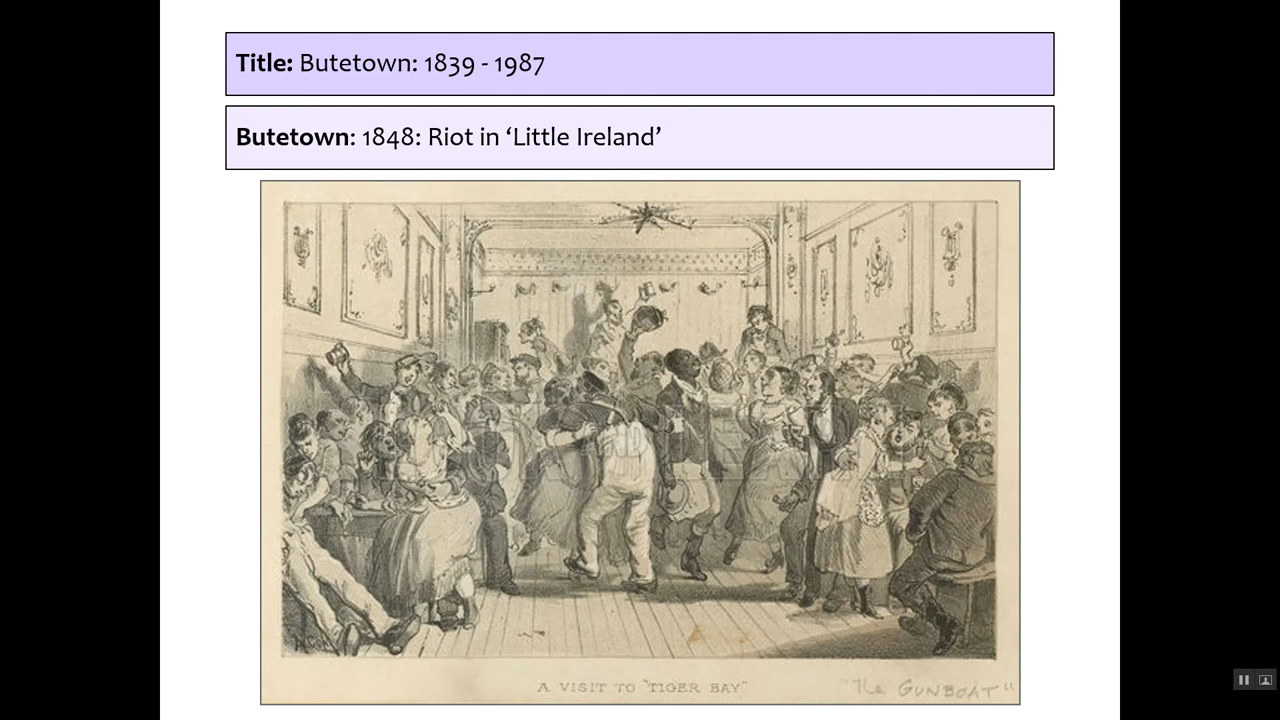 Title: Butetown: 1839 - 1987
Butetown: 1848: Riot in ‘Little Ireland’
A VISIT TO "TIGER BAY."
"The GUNBOAT"